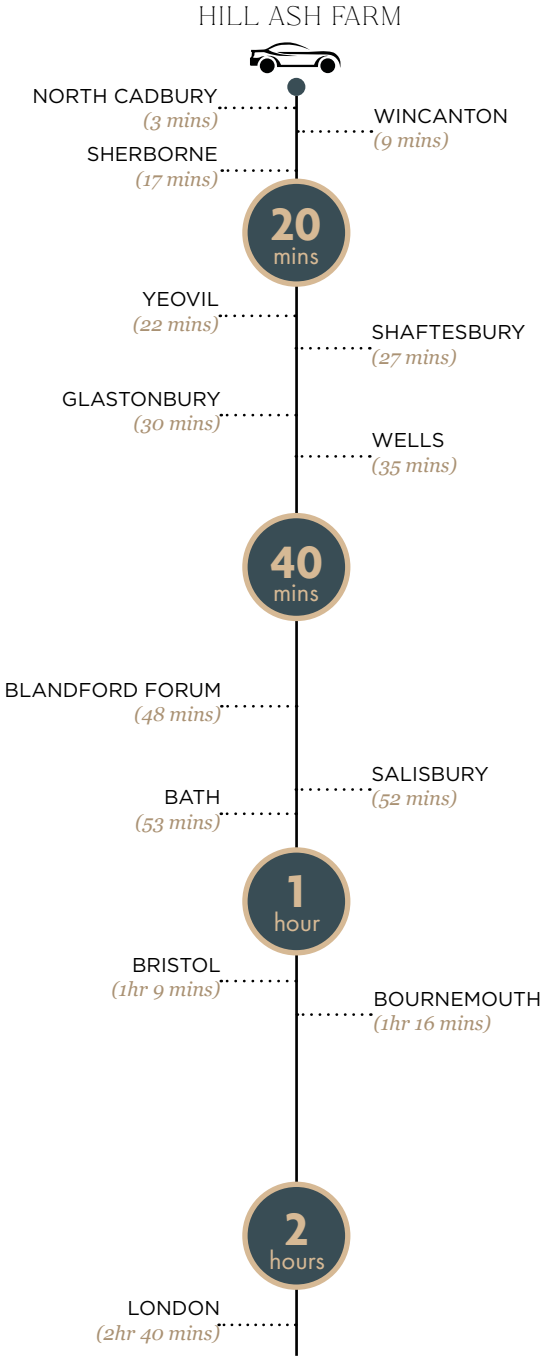 HILL ASH FARM
NORTH CADBURY
(3 mins)
WINCANTON
(9 mins)
SHERBORNE
(17 mins)
20
mins
YEOVIL
(22 mins)
SHAFTESBURY
(27 mins)
GLASTONBURY
(30 mins)
WELLS
(35 mins)
40
mins
BLANDFORD FORUM
(48 mins)
SALISBURY
(52 mins)
BATH
(53 mins)
1
hour
BRISTOL
(1hr 9 mins)
BOURNEMOUTH
(1hr 16 mins)
2
hours
LONDON
(2hr 40 mins)